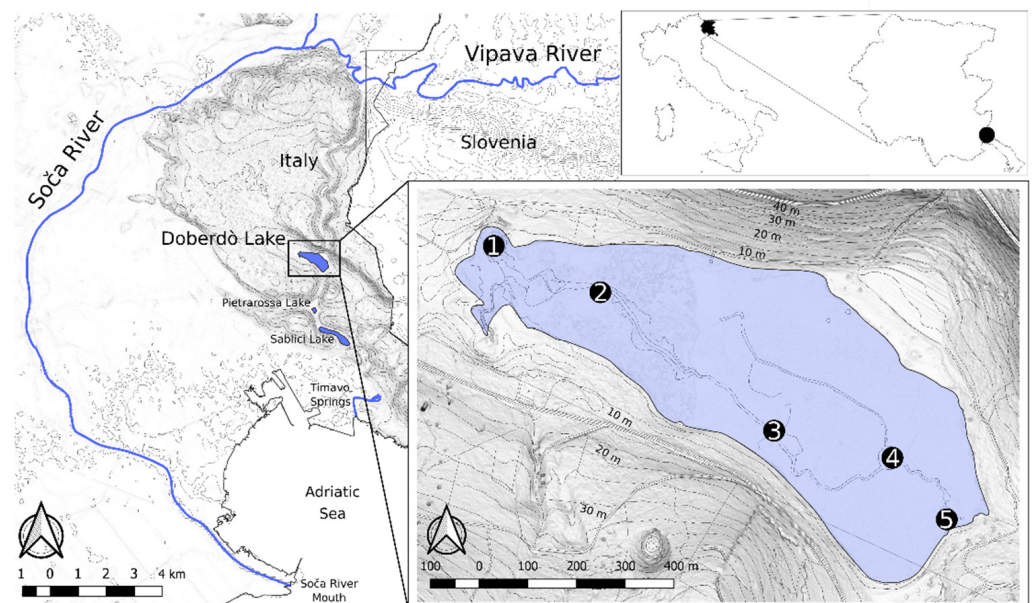 Vipava River
Soča River
Slovenia
Italy
Doberdò Lake
Pietrarossa Lake
Sablici Lake
Timavo
Springs
Adriatic
Sea
Soča River
Mouth
1 0 1 2 3 4 km
40 m
30 m
20 m
10 m
1
2
3
4
5
10 m
20 m
30 m
100 0 100 200 300 400 m